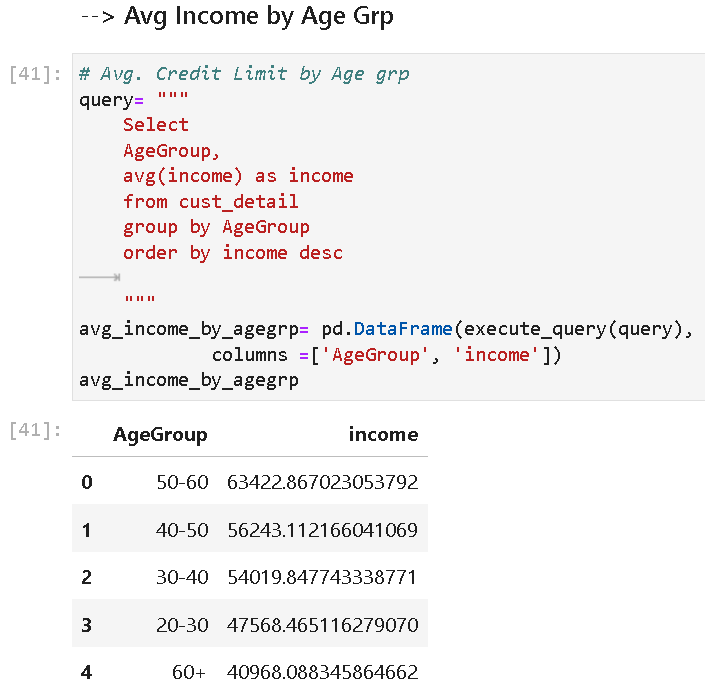 --> Avg Income by Age Grp
[41]: # Avg. Credit Limit by Age grp
query= """
Select
AgeGroup,
avg(income) as income
from cust_detail
group by AgeGroup
order by income desc
"""
avg_income_by_agegrp= pd.DataFrame(execute_query(query),
columns =['AgeGroup', 'income'])
avg_income_by_agegrp
[41]: AgeGroup income
0 50-60 63422.867023053792
1 40-50 56243.112166041069
2 30-40 54019.847743338771
3 20-30 47568.465116279070
4 60+ 40968.088345864662